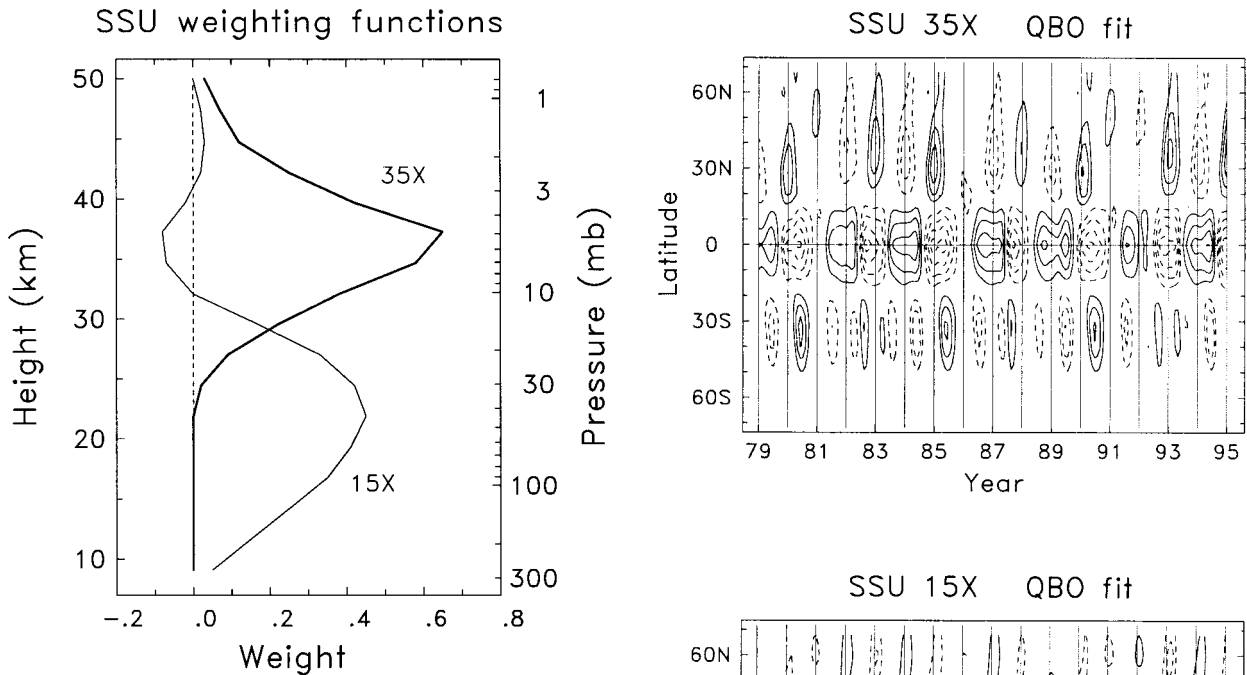 SSU weighting functions
50
40
30
20
10
Height (km)
35X
15X
1
3
10
30
100
300
Pressure (mb)
-.2 .0 .2 .4 .6 .8
Weight
SSU 35X QBO fit
60N
30N
0
30S
60S
Latitude
79 81 83 85 87 89 91 93 95
Year
SSU 15X QBO fit
60N